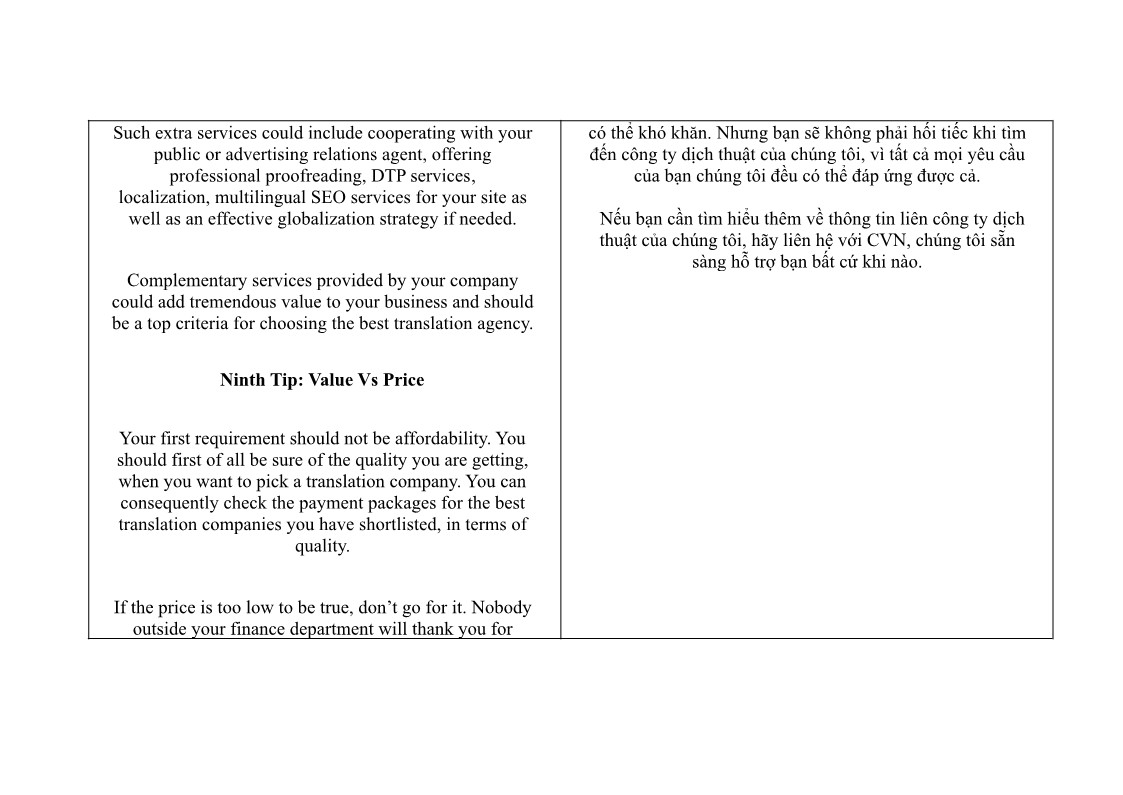 Such extra services could include cooperating with your
public or advertising relations agent, offering
professional proofreading, DTP services,
localization, multilingual SEO services for your site as
well as an effective globalization strategy if needed.
Complementary services provided by your company
could add tremendous value to your business and should
be a top criteria for choosing the best translation agency.
Ninth Tip: Value Vs Price
Your first requirement should not be affordability. You
should first of all be sure of the quality you are getting,
when you want to pick a translation company. You can
consequently check the payment packages for the best
translation companies you have shortlisted, in terms of
quality.
If the price is too low to be true, don’t go for it. Nobody
outside your finance department will thank you for
có thể khó khăn. Nhưng bạn sẽ không phải hối tiếc khi tìm
đến công ty dịch thuật của chúng tôi, vì tất cả mọi yêu cầu
của bạn chúng tôi đều có thể đáp ứng được cả.
Nếu bạn cần tìm hiểu thêm về thông tin liên công ty dịch
thuật của chúng tôi, hãy liên hệ với CVN, chúng tôi sẵn
sàng hỗ trợ bạn bất cứ khi nào.